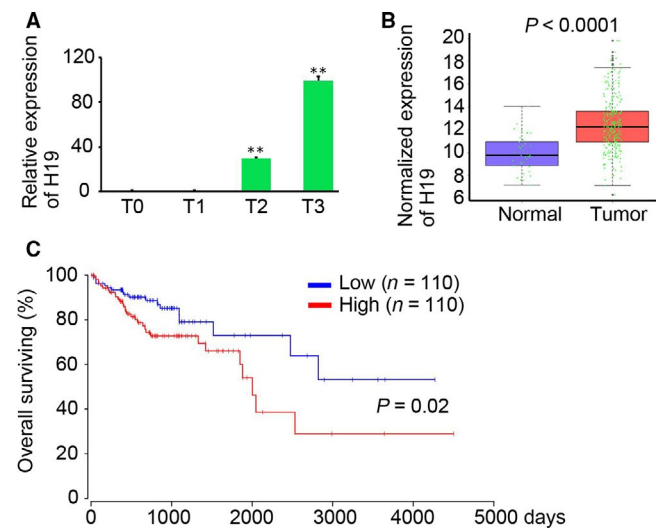 A
Relative expression
of H19
120
80
40
0
**
**
T0 T1 T2 T3
B
P < 0.0001
Normalized expression
of H19
20
18
16
14
12
10
8
6
Normal Tumor
C
Overall surviving (%)
100
80
60
40
20
0
Low (n = 110)
High (n = 110)
P = 0.02
0 1000 2000 3000 4000 5000 days